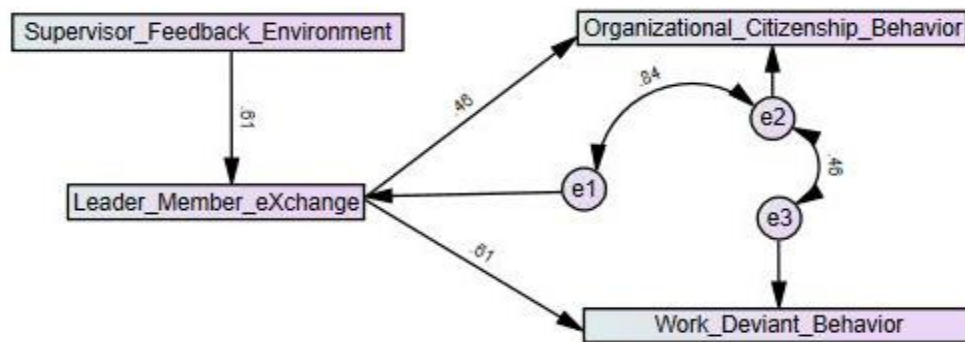 Supervisor_Feedback_Environment
Organizational_Citizenship_Behavior
.84
.46
e2
.61
.46
e1
Leader_Member_eXchange
e3
.61
Work_Deviant_Behavior